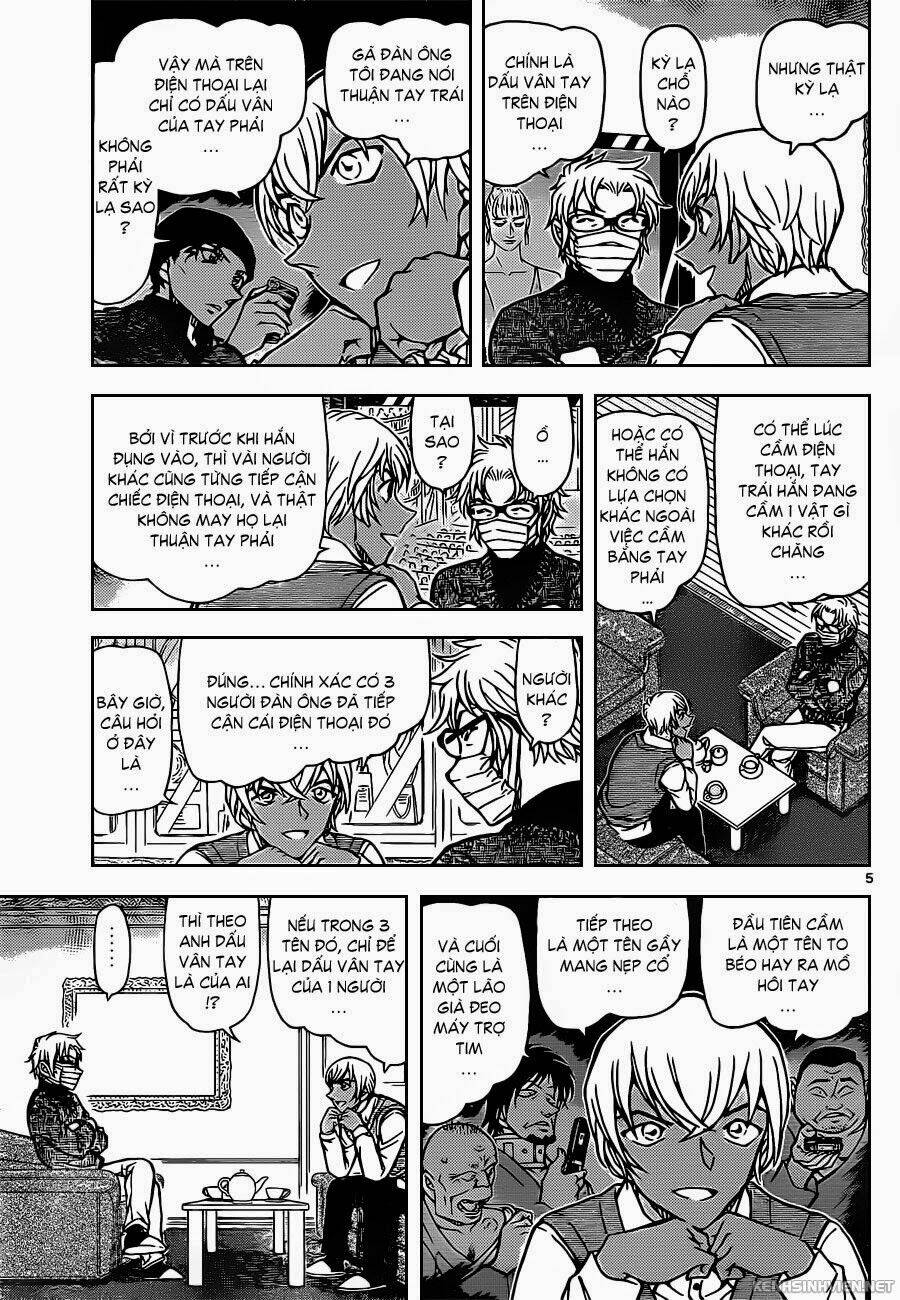 NHƯNG THẬT
KỲ LẠ
...
KỲ LẠ
CHỖ
NÀO
?
CHÍNH LÀ
DẤU VÂN TAY
TRÊN ĐIỆN
THOẠI
GÃ ĐÀN ÔNG
TÔI ĐANG NÓI
THUẬN TAY TRÁI
...
VẬY MÀ TRÊN
ĐIỆN THOẠI LẠI
CHỈ CÓ DẤU VÂN
CỦA TAY PHẢI
...
KHÔNG
PHẢI
RẤT KỲ
LẠ SAO
?
CÓ THỂ LÚC
CẦM ĐIỆN
THOẠI, TAY
TRÁI HẮN ĐANG
CẦM 1 VẬT GÌ
KHÁC RỒI
CHĂNG
...
HOẶC CÓ
THỂ HẮN
KHÔNG CÓ
LỰA CHỌN
KHÁC NGOÀI
VIỆC CẦM
BẰNG TAY
PHẢI
...
Ồ
...
TẠI
SAO
?
BỞI VÌ TRƯỚC KHI HẮN
ĐỤNG VÀO, THÌ VÀI NGƯỜI
KHÁC CŨNG TỪNG TIẾP CẬN
CHIẾC ĐIỆN THOẠI, VÀ THẬT
KHÔNG MAY HỌ LẠI
THUẬN TAY PHẢI
...
NGƯỜI
KHÁC
?
ĐÚNG... CHÍNH XÁC CÓ 3
NGƯỜI ĐÀN ÔNG ĐÃ TIẾP
CẬN CÁI ĐIỆN THOẠI ĐÓ
...
BÂY GIỜ,
CÂU HỎI
Ở ĐÂY
LÀ
...
5
ĐẦU TIÊN CẦM
LÀ MỘT TÊN TO
BÉO HAY RA MỒ
HÔI TAY
...
TIẾP THEO
LÀ MỘT TÊN GẦY
MANG NẸP CỔ
...
VÀ CUỐI
CÙNG LÀ
MỘT LÃO
GIÀ ĐEO
MÁY TRỢ
TIM
...
NẾU TRONG 3
TÊN ĐÓ, CHỈ ĐỂ
LẠI DẤU VÂN TAY
CỦA 1 NGƯỜI
...
THÌ THEO
ANH DẤU
VÂN TAY
LÀ CỦA AI
!?
......
KENHSINHVIEN.NET